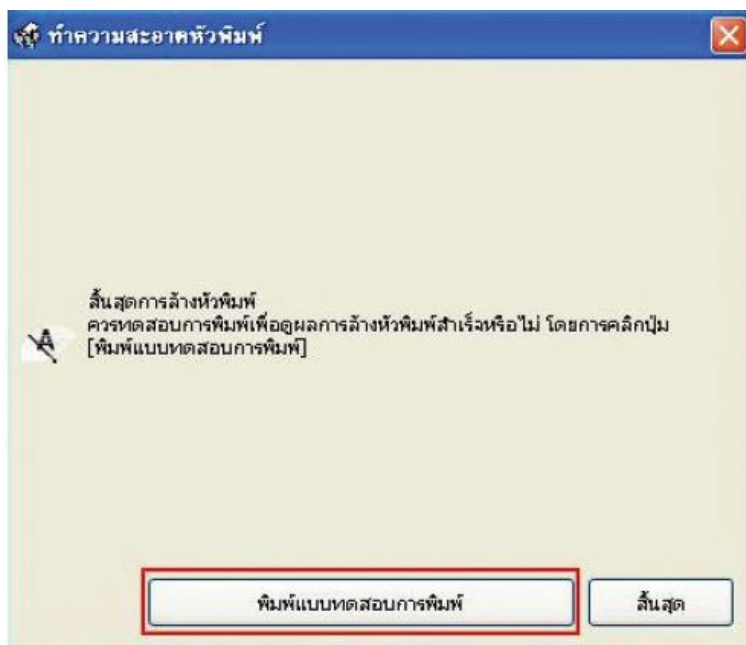 ทำความสะอาดหัวพิมพ์
สิ้นสุดการล้างหัวพิมพ์
ควรทดสอบการพิมพ์เพื่อดูผลการล้างหัวพิมพ์สำเร็จหรือไม่ โดยการคลิกปุ่ม
[พิมพ์แบบทดสอบการพิมพ์]
พิมพ์แบบทดสอบการพิมพ์
สิ้นสุด